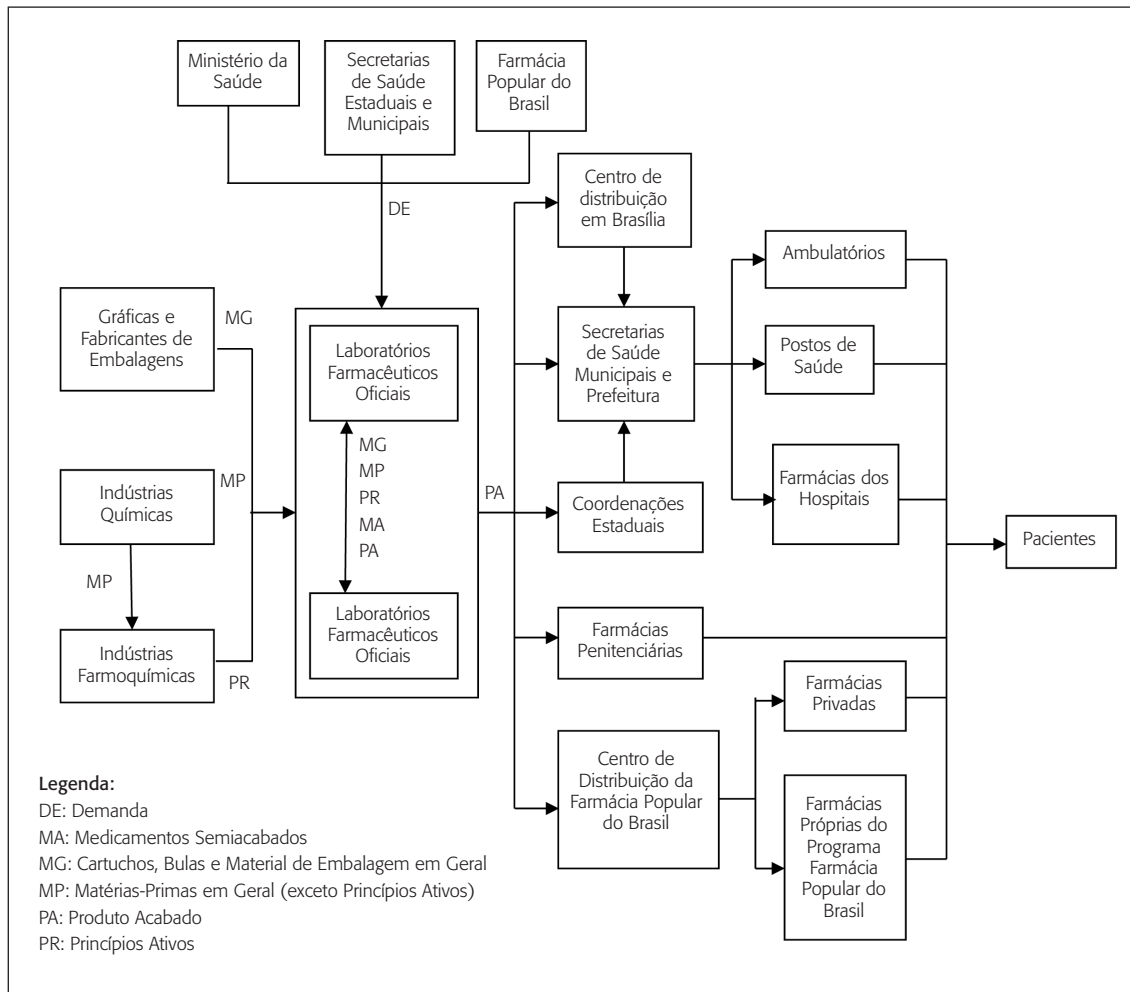 Ministério da
Saúde
Secretarias
de Saúde
Estaduais e
Municipais
Farmácia
Popular do
Brasil
DE
Gráficas e
Fabricantes de
Embalagens
MG
Indústrias
Químicas
MP
MP
Indústrias
Farmoquímicas
PR
Laboratórios
Farmacêuticos
Oficiais
MG
MP
PR
MA
PA
Laboratórios
Farmacêuticos
Oficiais
PA
Centro de
distribuição
em Brasília
Secretarias
de Saúde
Municipais e
Prefeitura
Coordenações
Estaduais
Farmácias
Penitenciárias
Centro de
Distribuição da
Farmácia Popular
do Brasil
Ambulatórios
Postos de
Saúde
Farmácias dos
Hospitais
Farmácias
Privadas
Farmácias
Próprias do
Programa
Farmácia
Popular do
Brasil
Pacientes
Legenda:
DE: Demanda
MA: Medicamentos Semiacabados
MG: Cartuchos, Bulas e Material de Embalagem em Geral
MP: Matérias-Primas em Geral (exceto Princípios Ativos)
PA: Produto Acabado
PR: Princípios Ativos